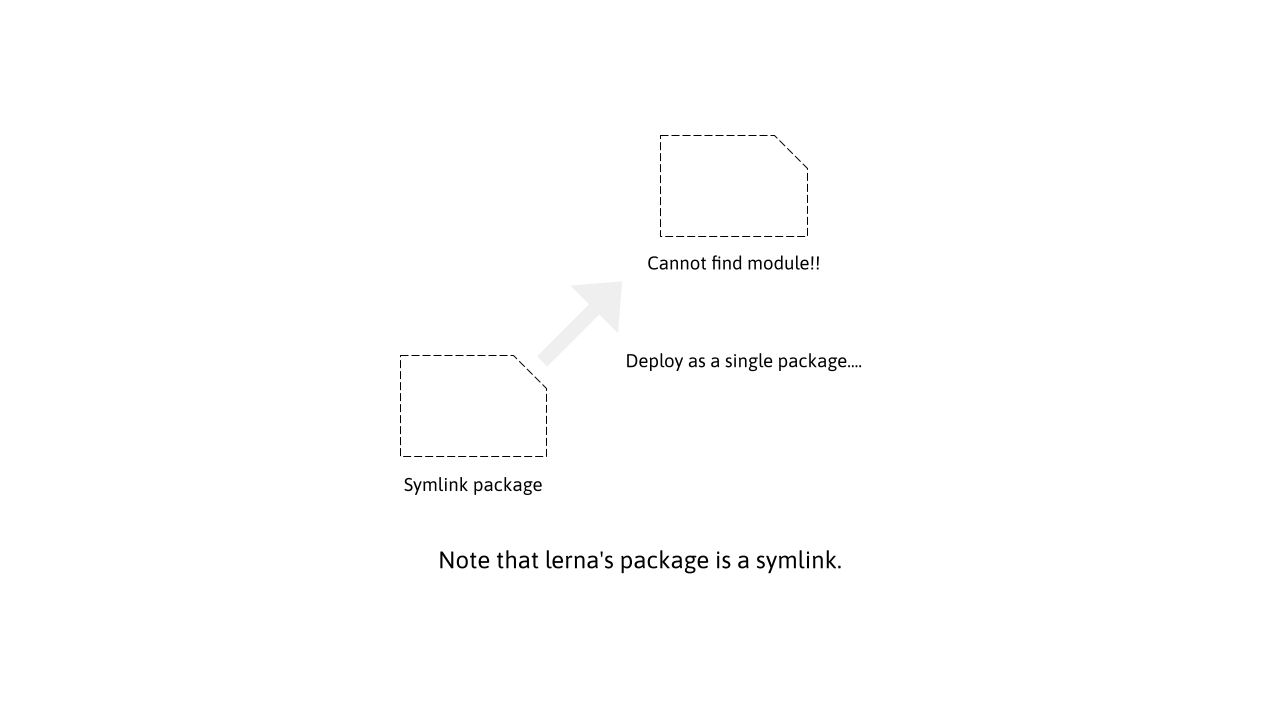 Cannot find module!!
Deploy as a single package....
Symlink package
Note that lerna's package is a symlink.